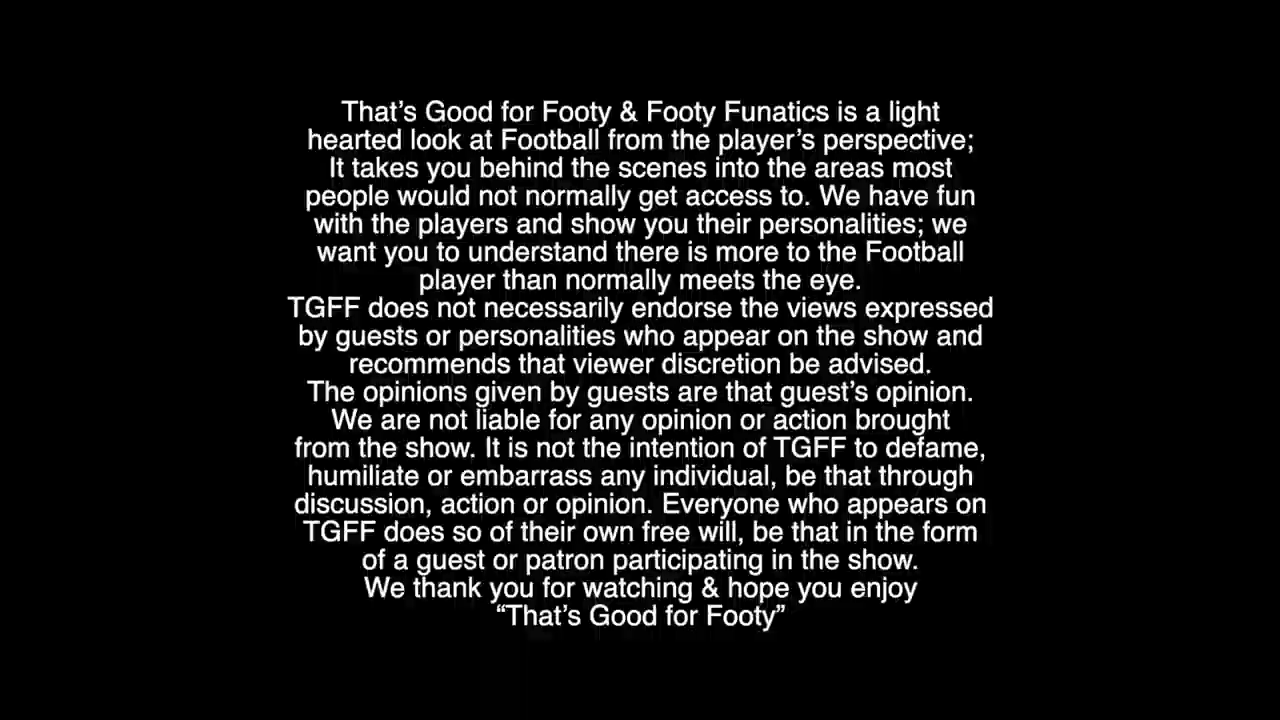 That’s Good for Footy & Footy Funatics is a light
hearted look at Football from the player’s perspective;
It takes you behind the scenes into the areas most
people would not normally get access to. We have fun
with the players and show you their personalities; we
want you to understand there is more to the Football
player than normally meets the eye.
TGFF does not necessarily endorse the views expressed
by guests or personalities who appear on the show and
recommends that viewer discretion be advised.
The opinions given by guests are that guest’s opinion.
We are not liable for any opinion or action brought
from the show. It is not the intention of TGFF to defame,
humiliate or embarrass any individual, be that through
discussion, action or opinion. Everyone who appears on
TGFF does so of their own free will, be that in the form
of a guest or patron participating in the show.
We thank you for watching & hope you enjoy
“That’s Good for Footy”